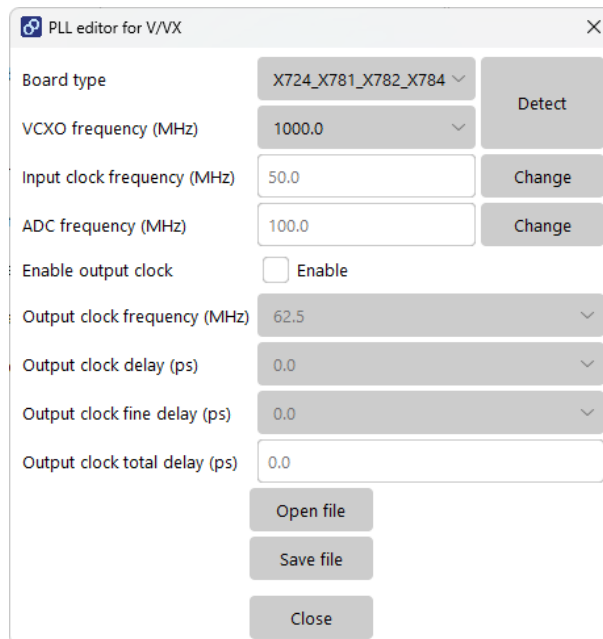 PLL editor for V/VX
Board type X724_X781_X782_X784
Detect
VCXO frequency (MHz) 1000.0
Input clock frequency (MHz) 50.0 Change
ADC frequency (MHz) 100.0 Change
Enable output clock Enable
Output clock frequency (MHz) 62.5
Output clock delay (ps) 0.0
Output clock fine delay (ps) 0.0
Output clock total delay (ps) 0.0
Open file
Save file
Close